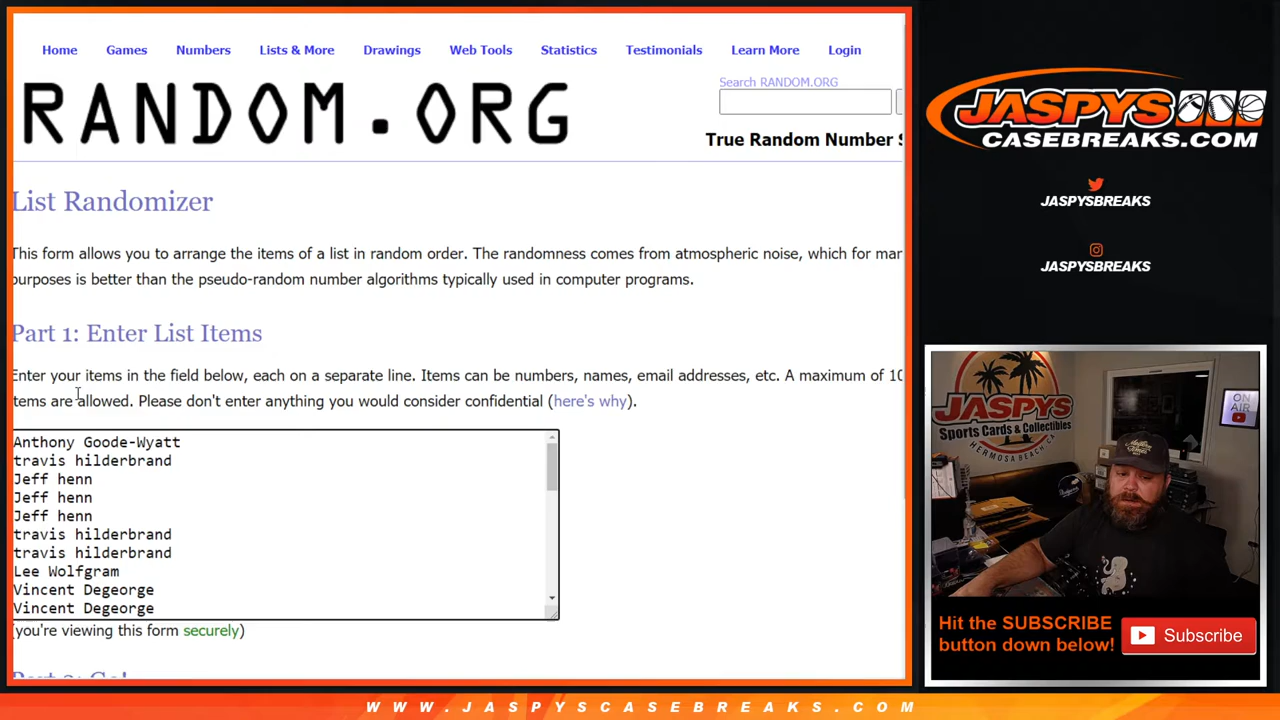 Home Games Numbers Lists & More Drawings Web Tools Statistics Testimonials Learn More Login
Search RANDOM.ORG
RANDOM.ORG
True Random Number S
List Randomizer
This form allows you to arrange the items of a list in random order. The randomness comes from atmospheric noise, which for mar
purposes is better than the pseudo-random number algorithms typically used in computer programs.
Part 1: Enter List Items
Enter your items in the field below, each on a separate line. Items can be numbers, names, email addresses, etc. A maximum of 10
items are allowed. Please don't enter anything you would consider confidential (here's why).
Anthony Goode-Wyatt
travis hilderbrand
Jeff henn
Jeff henn
Jeff henn
travis hilderbrand
travis hilderbrand
Lee Wolfgram
Vincent Degeorge
Vincent Degeorge
(you're viewing this form securely)
Part 2: Go!
JASPYS
CASEBREAKS.COM
JASPYSBREAKS
JASPYSBREAKS
JASPYS
Sports Cards & Collectibles
HERMOSA BEACH, CA
ON
AIR
Hit the SUBSCRIBE
button down below!
Subscribe
WWW.JASPYSCASEBREAKS.COM